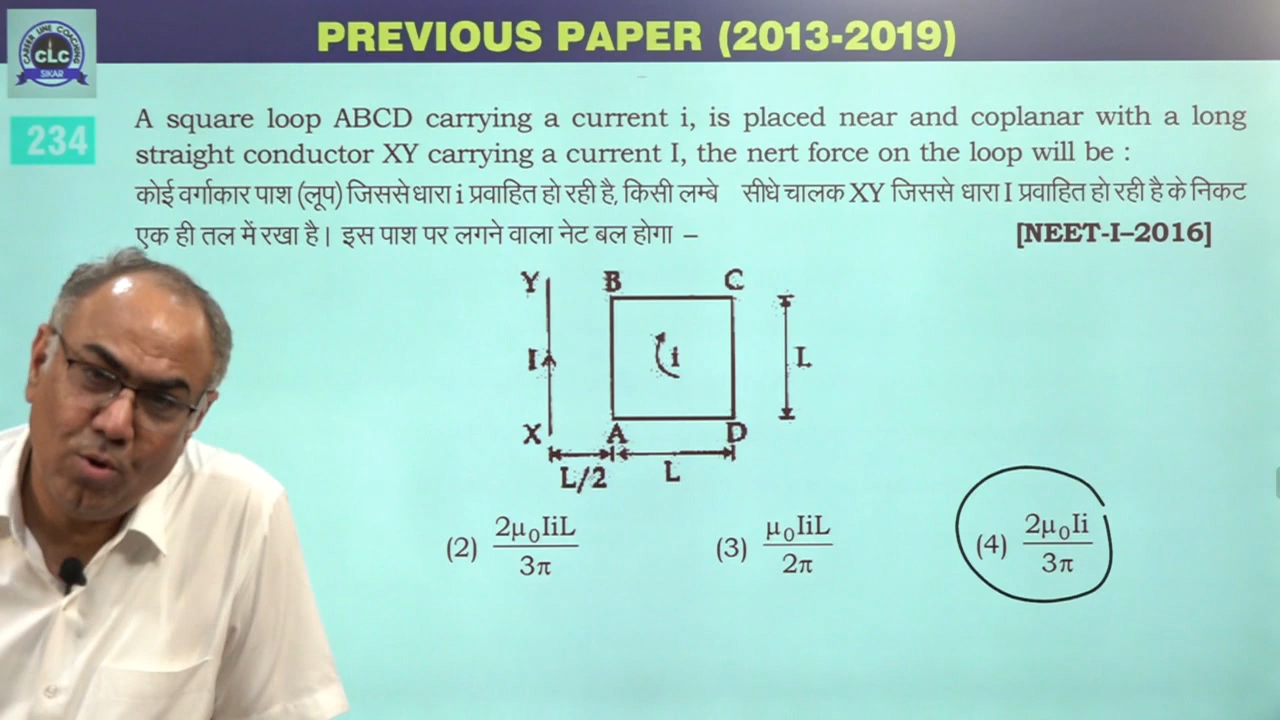 PREVIOUS PAPER (2013-2019)
CAREER LINE COACHING
CLC
SIKAR
234
A square loop ABCD carrying a current i, is placed near and coplanar with a long
straight conductor XY carrying a current I, the nert force on the loop will be :
कोई वर्गाकार पाश (लूप) जिससे धारा i प्रवाहित हो रही है, किसी लम्बे सीधे चालक XY जिससे धारा I प्रवाहित हो रही है के निकट
एक ही तल में रखा है। इस पाश पर लगने वाला नेट बल होगा –
[NEET-I–2016]
Y B C
I i L
X A D
L/2 L
(2) 2μ₀IiL/3π (3) μ₀IiL/2π (4) 2μ₀Ii/3π